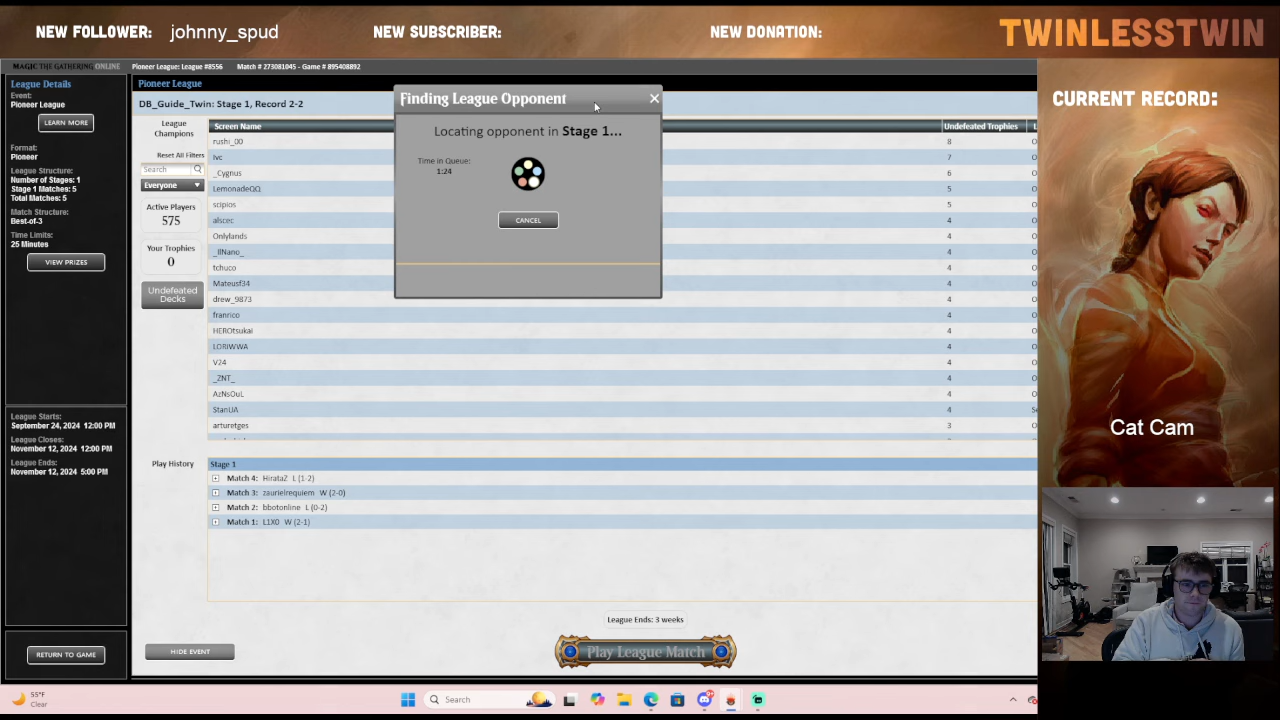 NEW FOLLOWER: johnny_spud NEW SUBSCRIBER: NEW DONATION: TWINLESSTWIN
MAGIC THE GATHERING ONLINE Pioneer League: League #8556 Match # 273081045 - Game # 895408892
League Details
Event:
Pioneer League
LEARN MORE
Format:
Pioneer
League Structure:
Number of Stages: 1
Stage 1 Matches: 5
Total Matches: 5
Match Structure:
Best-of-3
Time Limits:
25 Minutes
VIEW PRIZES
League Starts:
September 24, 2024 12:00 PM
League Closes:
November 12, 2024 12:00 PM
League Ends:
November 12, 2024 5:00 PM
RETURN TO GAME
Pioneer League
DB_Guide_Twin: Stage 1, Record 2-2
League
Champions
Reset All Filters
Search
Everyone
Active Players
575
Your Trophies
0
Undefeated
Decks
Screen Name Undefeated Trophies L
rushi_00 8 O
lvc 7 O
_Cygnus 6 O
LemonadeQQ 5 O
scipios 5 O
alscec 4 O
Onlylands 4 O
_IlNano_ 4 O
tchuco 4 O
Mateusf34 4 O
drew_9873 4 O
franrico 4 O
HEROtsukai 4 O
LORIWWA 4 O
V24 4 O
_ZNT_ 4 O
AzNsOuL 4 O
StanUA 4 S
arturetges 3 O
Finding League Opponent
Locating opponent in Stage 1...
Time in Queue:
1:24
CANCEL
Play History
Stage 1
Match 4: HirataZ L (1-2)
Match 3: zaurielrequiem W (2-0)
Match 2: bbotonline L (0-2)
Match 1: L1X0 W (2-1)
League Ends: 3 weeks
HIDE EVENT
Play League Match
CURRENT RECORD:
Cat Cam
55°F
Clear
Search